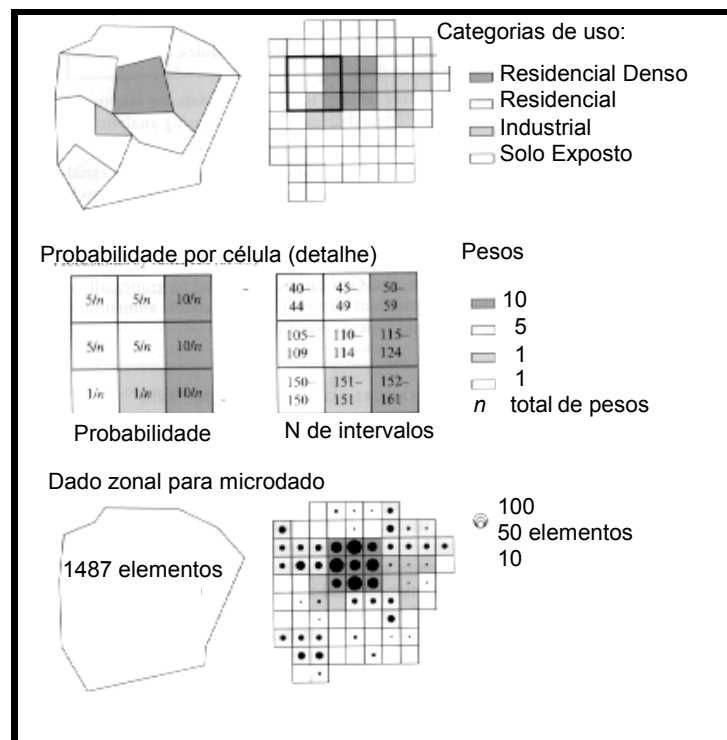 Categorias de uso:
Residencial Denso
Residencial
Industrial
Solo Exposto
Probabilidade por célula (detalhe)
Pesos
5/n 5/n 10/n
5/n 5/n 10/n
1/n 1/n 10/n
40– 45– 50–
44 49 59
105– 110– 115–
109 114 124
150– 151– 152–
150 151 161
10
5
1
1
n total de pesos
Probabilidade
N de intervalos
Dado zonal para microdado
1487 elementos
100
50 elementos
10